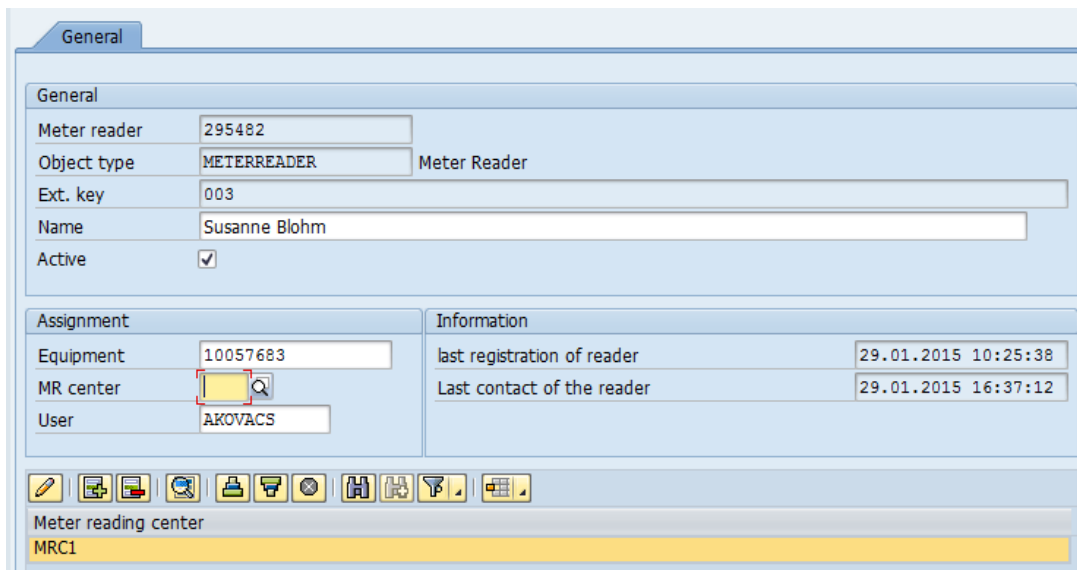 General
General
Meter reader 295482
Object type METERREADER Meter Reader
Ext. key 003
Name Susanne Blohm
Active
Assignment
Equipment 10057683
MR center
User AKOVACS
Information
last registration of reader 29.01.2015 10:25:38
Last contact of the reader 29.01.2015 16:37:12
Meter reading center
MRC1